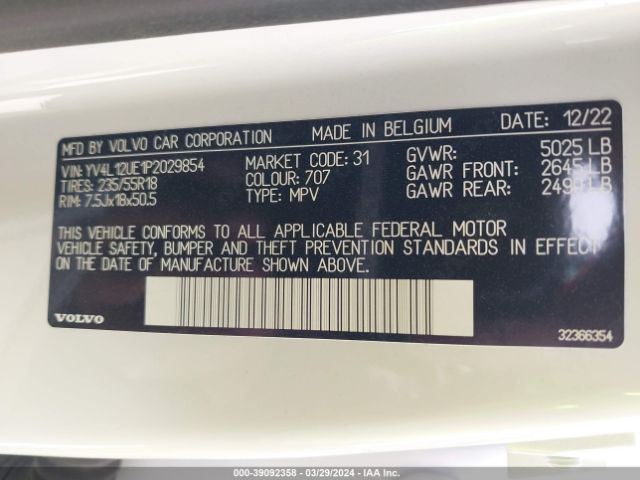 MFD BY VOLVO CAR CORPORATION MADE IN BELGIUM DATE: 12/22
VIN: YV4L12UE1P2029854 MARKET CODE: 31 GVWR: 5025 LB
TIRES: 235/55R18 COLOUR: 707 GAWR FRONT: 2645 LB
RIM: 7.5Jx18x50.5 TYPE: MPV GAWR REAR: LB
THIS VEHICLE CONFORMS TO ALL APPLICABLE FEDERAL MOTOR
VEHICLE SAFETY, BUMPER AND THEFT PREVENTION STANDARDS IN EFFECT
ON THE DATE OF MANUFACTURE SHOWN ABOVE.
VOLVO 32366354
000-39092358 - 03/29/2024 - IAA Inc.